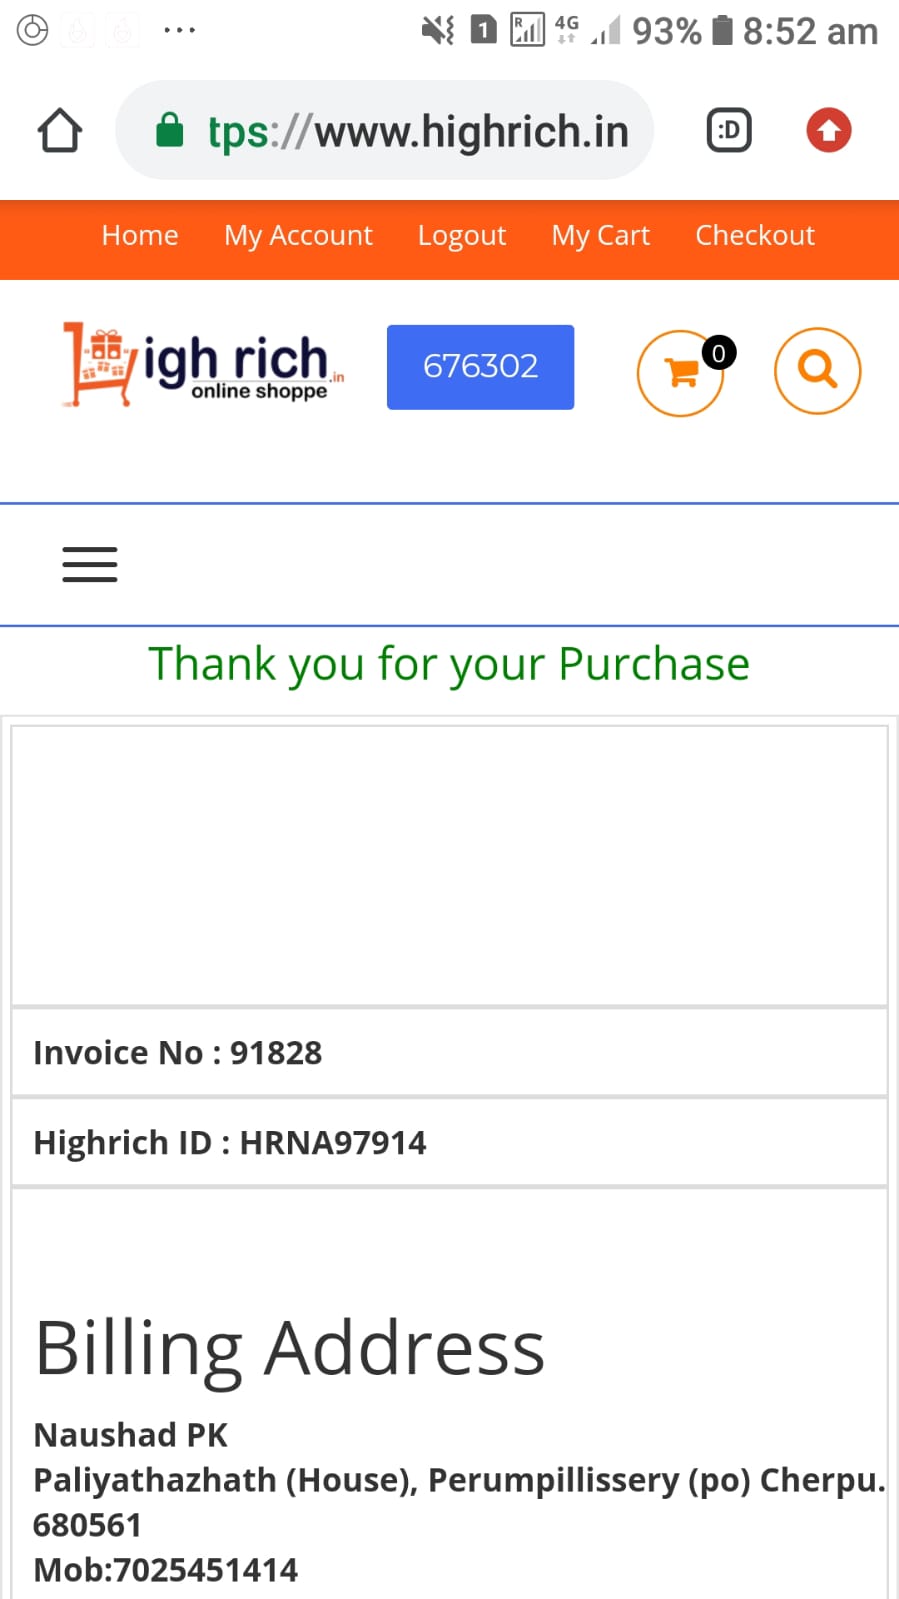 1 R 4G 93% 8:52 am
tps://www.highrich.in :D
Home My Account Logout My Cart Checkout
igh rich.in
online shoppe
676302
0
Thank you for your Purchase
Invoice No : 91828
Highrich ID : HRNA97914
Billing Address
Naushad PK
Paliyathazhath (House), Perumpillissery (po) Cherpu.
680561
Mob:7025451414